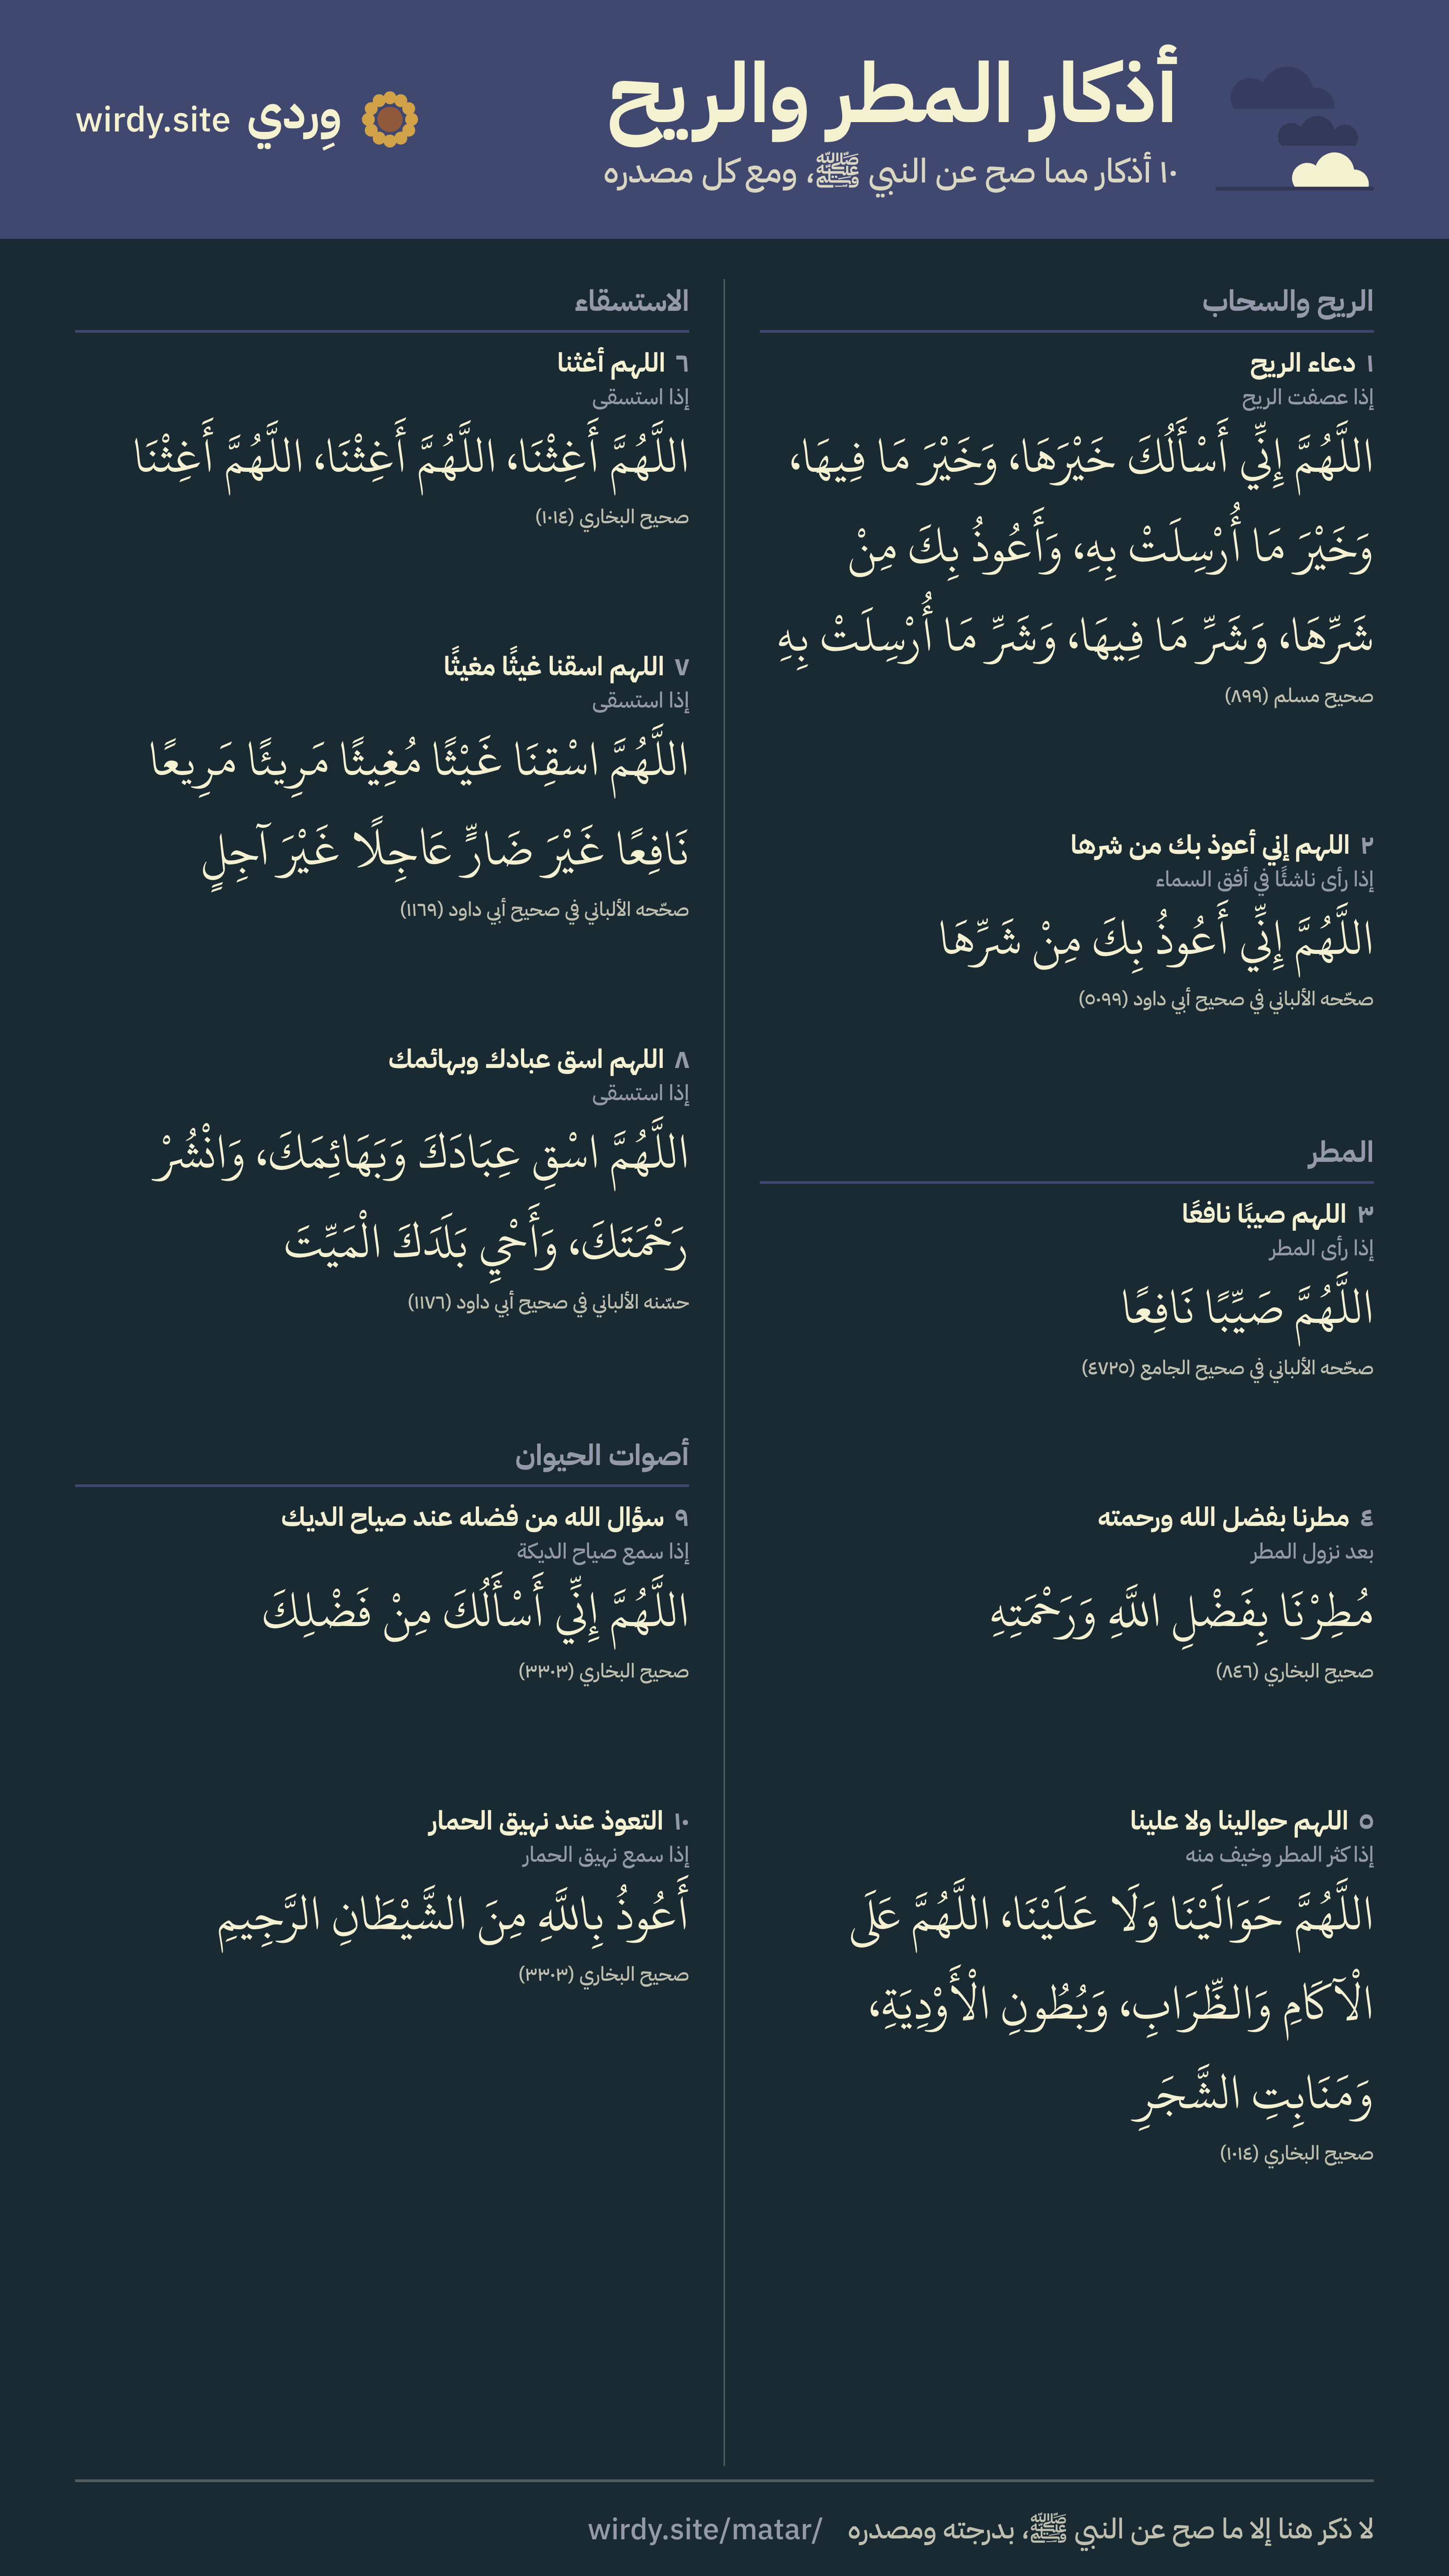 أذكار المطر والريح
١٠ أذكار مما صح عن النبي ﷺ، ومع كل مصدره
وِردي wirdy.site
الريح والسحاب
١ دعاء الريح
إذا عصفت الريح
اللَّهُمَّ إِنِّي أَسْأَلُكَ خَيْرَهَا، وَخَيْرَ مَا فِيهَا،
وَخَيْرَ مَا أُرْسِلَتْ بِهِ، وَأَعُوذُ بِكَ مِنْ
شَرِّهَا، وَشَرِّ مَا فِيهَا، وَشَرِّ مَا أُرْسِلَتْ بِهِ
صحيح مسلم (٨٩٩)
٢ اللهم إني أعوذ بك من شرها
إذا رأى ناشئًا في أفق السماء
اللَّهُمَّ إِنِّي أَعُوذُ بِكَ مِنْ شَرِّهَا
صحّحه الألباني في صحيح أبي داود (٥٠٩٩)
المطر
٣ اللهم صيبًا نافعًا
إذا رأى المطر
اللَّهُمَّ صَيِّبًا نَافِعًا
صحّحه الألباني في صحيح الجامع (٤٧٢٥)
٤ مطرنا بفضل الله ورحمته
بعد نزول المطر
مُطِرْنَا بِفَضْلِ اللَّهِ وَرَحْمَتِهِ
صحيح البخاري (٨٤٦)
٥ اللهم حوالينا ولا علينا
إذا كثر المطر وخيف منه
اللَّهُمَّ حَوَالَيْنَا وَلَا عَلَيْنَا، اللَّهُمَّ عَلَى
الْآكَامِ وَالظِّرَابِ، وَبُطُونِ الْأَوْدِيَةِ،
وَمَنَابِتِ الشَّجَرِ
صحيح البخاري (١٠١٤)
الاستسقاء
٦ اللهم أغثنا
إذا استسقى
اللَّهُمَّ أَغِثْنَا، اللَّهُمَّ أَغِثْنَا، اللَّهُمَّ أَغِثْنَا
صحيح البخاري (١٠١٤)
٧ اللهم اسقنا غيثًا مغيثًا
إذا استسقى
اللَّهُمَّ اسْقِنَا غَيْثًا مُغِيثًا مَرِيئًا مَرِيعًا
نَافِعًا غَيْرَ ضَارٍّ عَاجِلًا غَيْرَ آجِلٍ
صحّحه الألباني في صحيح أبي داود (١١٦٩)
٨ اللهم اسق عبادك وبهائمك
إذا استسقى
اللَّهُمَّ اسْقِ عِبَادَكَ وَبَهَائِمَكَ، وَانْشُرْ
رَحْمَتَكَ، وَأَحْيِ بَلَدَكَ الْمَيِّتَ
حسّنه الألباني في صحيح أبي داود (١١٧٦)
أصوات الحيوان
٩ سؤال الله من فضله عند صياح الديك
إذا سمع صياح الديكة
اللَّهُمَّ إِنِّي أَسْأَلُكَ مِنْ فَضْلِكَ
صحيح البخاري (٣٣٠٣)
١٠ التعوذ عند نهيق الحمار
إذا سمع نهيق الحمار
أَعُوذُ بِاللَّهِ مِنَ الشَّيْطَانِ الرَّجِيمِ
صحيح البخاري (٣٣٠٣)
لا ذكر هنا إلا ما صح عن النبي ﷺ، بدرجته ومصدره wirdy.site/matar/